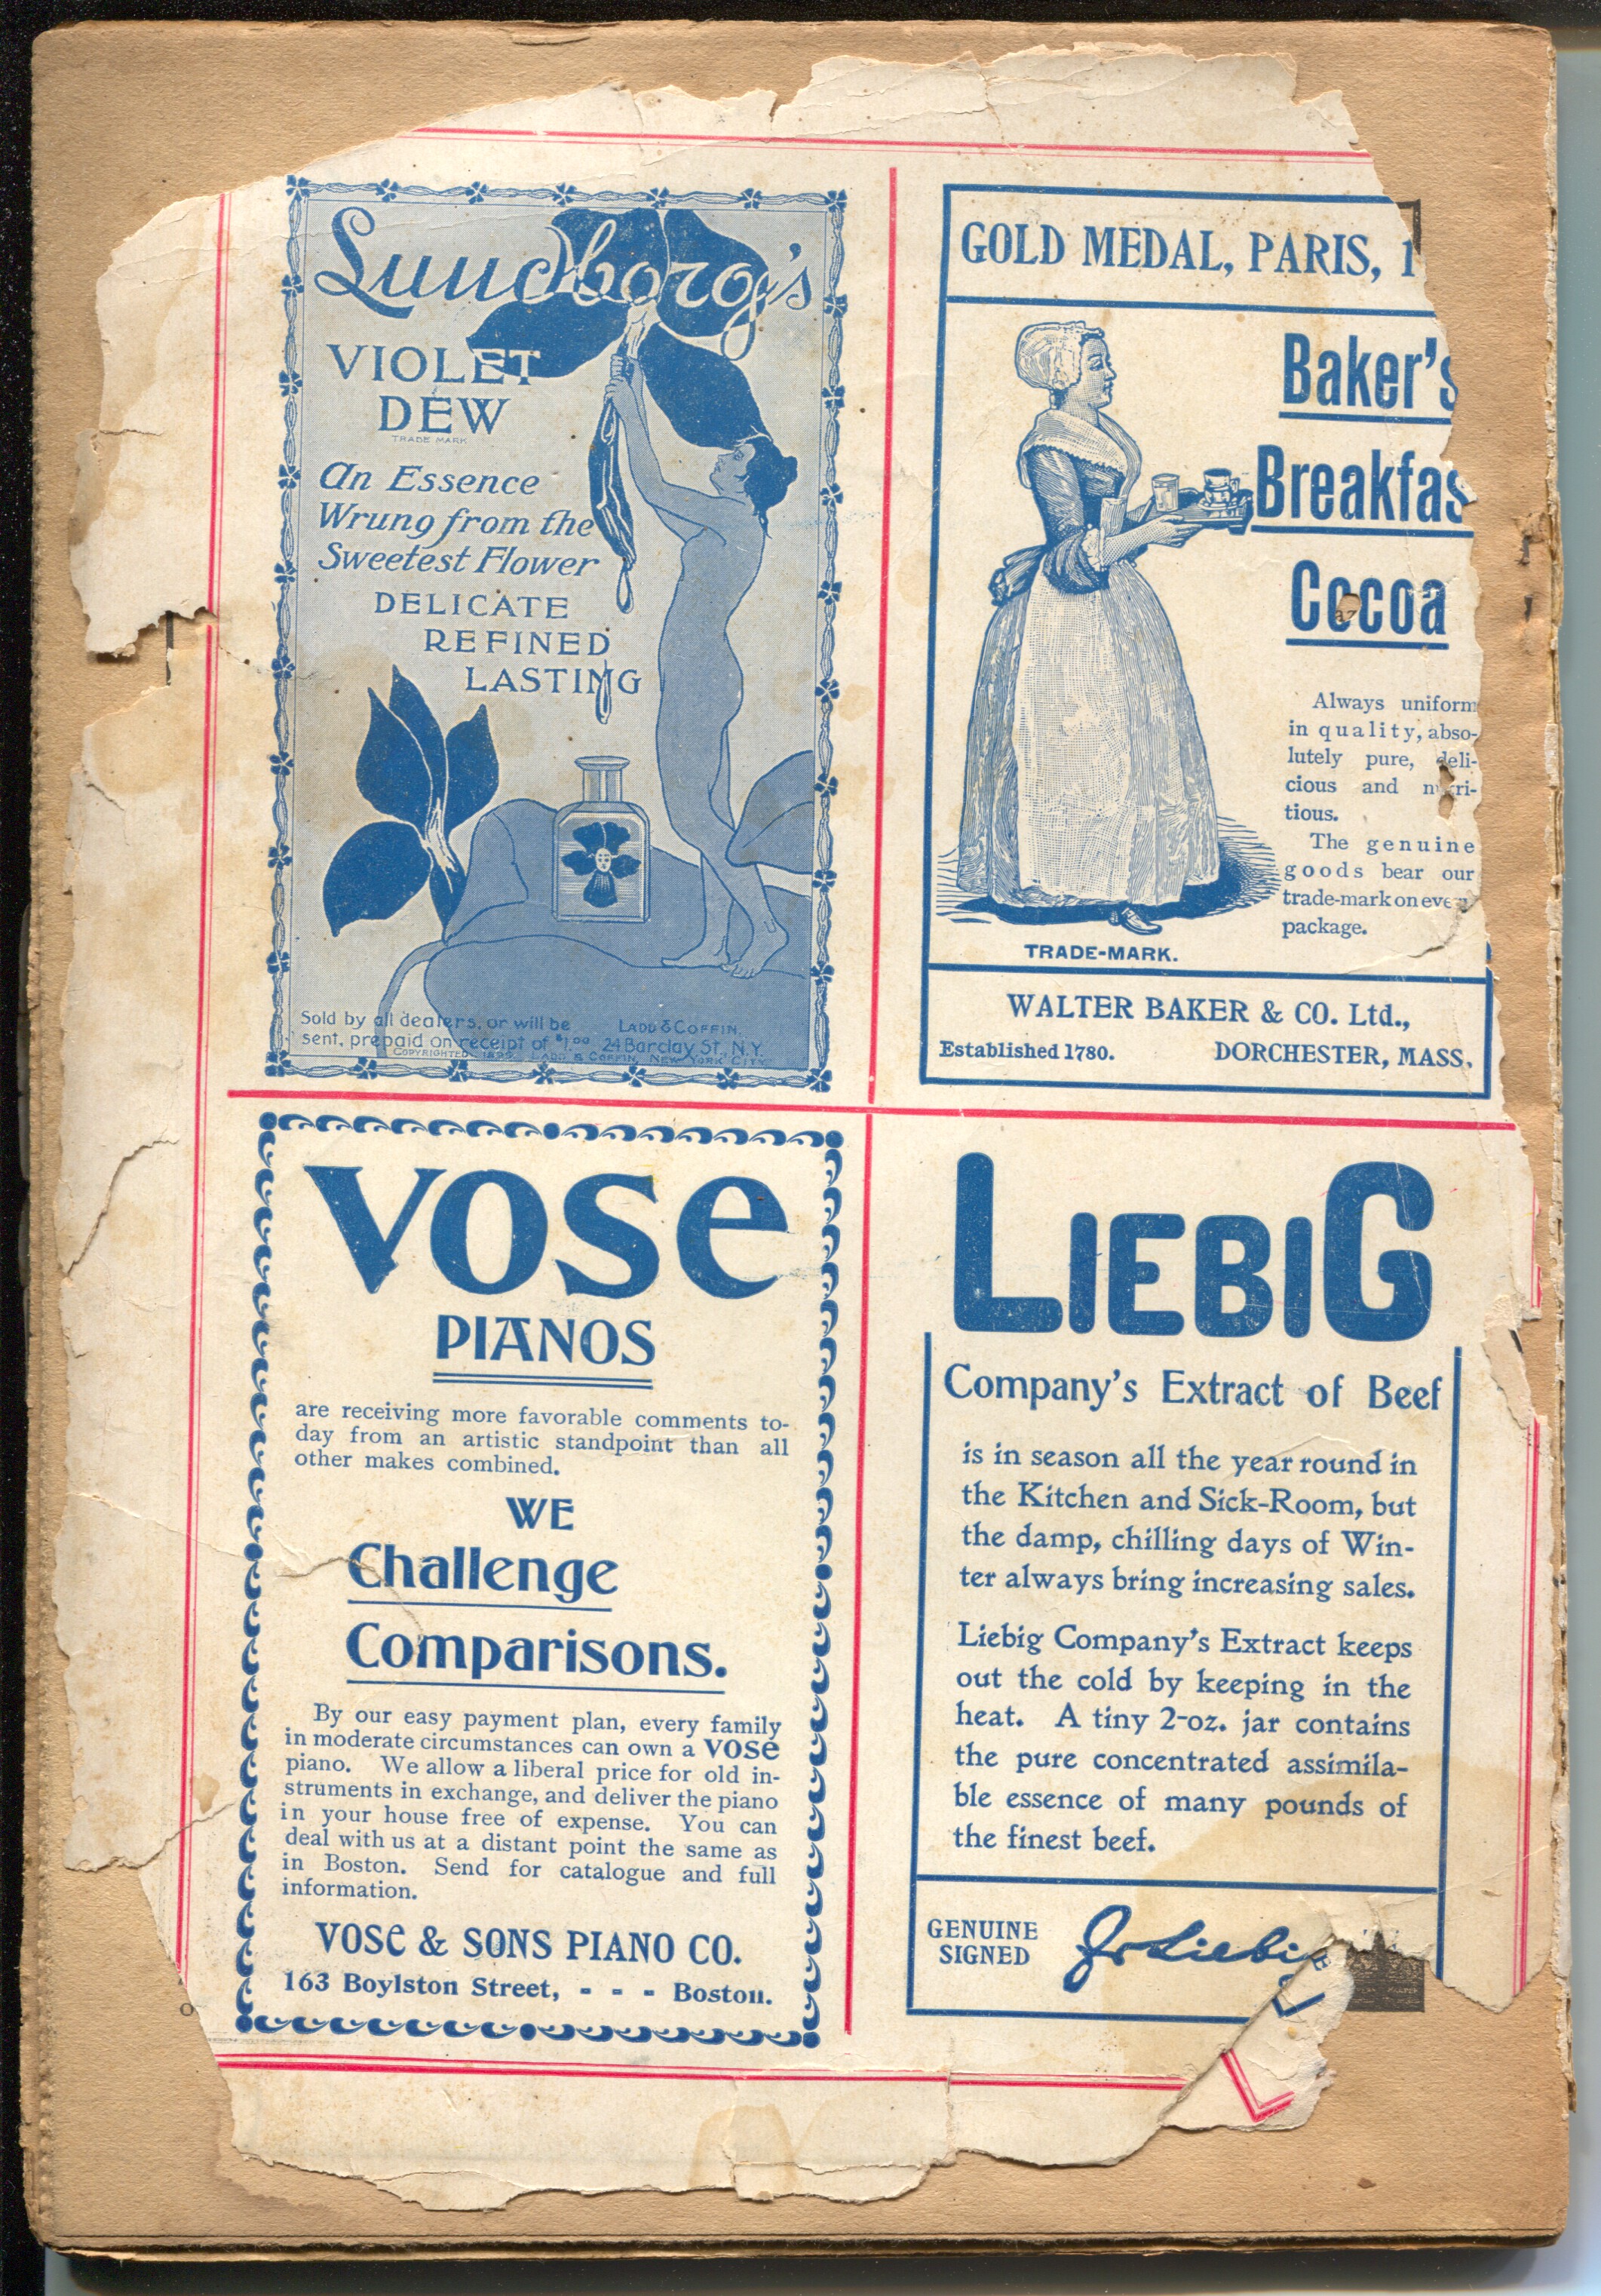 Lundborg's
VIOLET
DEW
TRADE MARK
An Essence
Wrung from the
Sweetest Flower
DELICATE
REFINED
LASTING
Sold by all dealers, or will be
sent, prepaid on receipt of $1.00
LADD & COFFIN,
24 Barclay St., N.Y.
COPYRIGHTED 1899 LADD & COFFIN, NEW YORK CITY
GOLD MEDAL, PARIS, 1
Baker's
Breakfas
Cocoa
Always uniform
in quality, abso-
lutely pure, deli-
cious and nutri-
tious.
The genuine
goods bear our
trade-mark on every
package.
TRADE-MARK.
WALTER BAKER & CO. Ltd.,
Established 1780. DORCHESTER, MASS.
VOSE
PIANOS
are receiving more favorable comments to-
day from an artistic standpoint than all
other makes combined.
WE
Challenge
Comparisons.
By our easy payment plan, every family
in moderate circumstances can own a VOSE
piano. We allow a liberal price for old in-
struments in exchange, and deliver the piano
in your house free of expense. You can
deal with us at a distant point the same as
in Boston. Send for catalogue and full
information.
VOSE & SONS PIANO CO.
163 Boylston Street, - - - Boston.
LIEBIG
Company's Extract of Beef
is in season all the year round in
the Kitchen and Sick-Room, but
the damp, chilling days of Win-
ter always bring increasing sales.
Liebig Company's Extract keeps
out the cold by keeping in the
heat. A tiny 2-oz. jar contains
the pure concentrated assimila-
ble essence of many pounds of
the finest beef.
GENUINE
SIGNED
J v Liebig